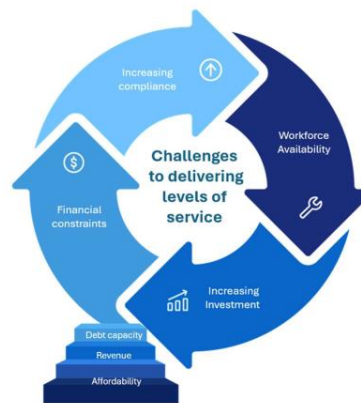 Increasing
compliance
Workforce
Availability
Challenges
to delivering
levels of
service
Financial
constraints
Increasing
Investment
Debt capacity
Revenue
Affordability